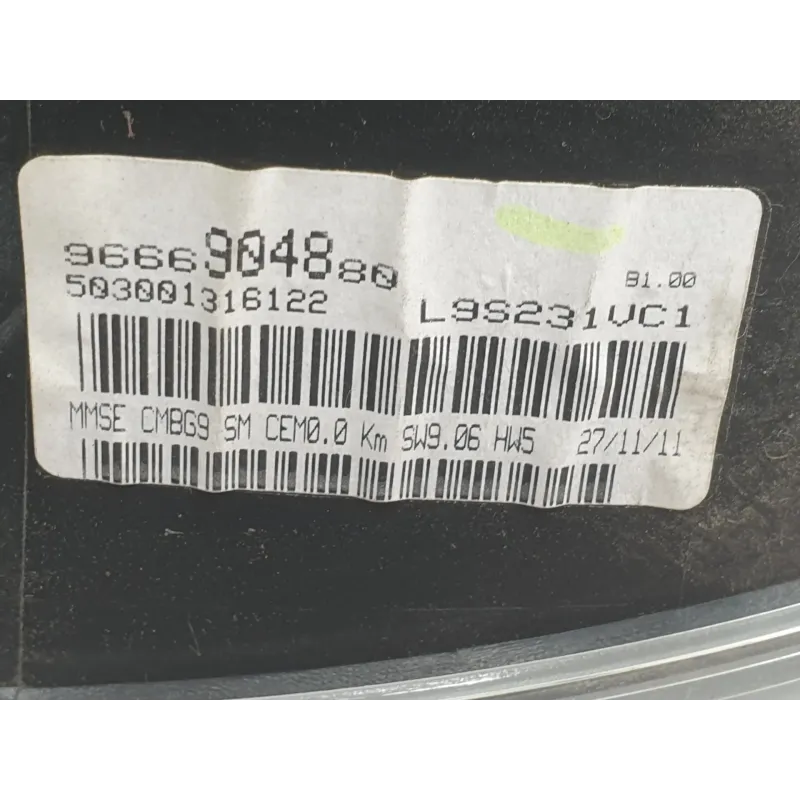 9666904880
B1.00
503001316122
L9S231VC1
MMSE CMBG9 SM CEM0.0 Km SW9.06 HW5 27/11/11